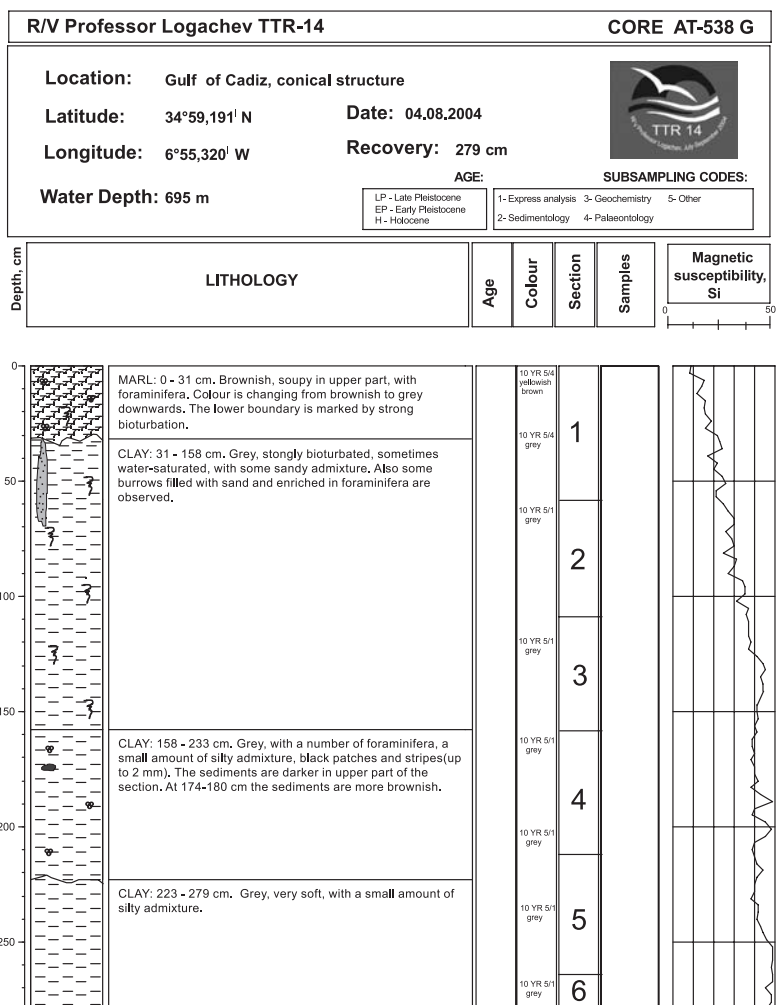 R/V Professor Logachev TTR-14
CORE AT-538 G
Location: Gulf of Cadiz, conical structure
Latitude: 34°59,191ˡ N
Date: 04.08.2004
Longitude: 6°55,320ˡ W
Recovery: 279 cm
Water Depth: 695 m
TTR 14
R/V Professor Logachev, July September 2004
AGE:
LP - Late Pleistocene
EP - Early Pleistocene
H - Holocene
SUBSAMPLING CODES:
1- Express analysis 3- Geochemistry 5- Other
2- Sedimentology 4- Palaeontology
Depth, cm
LITHOLOGY
Age
Colour
Section
Samples
Magnetic
susceptibility,
Si
0 50
0
50
100
150
200
250
MARL: 0 - 31 cm. Brownish, soupy in upper part, with
foraminifera. Colour is changing from brownish to grey
downwards. The lower boundary is marked by strong
bioturbation.
CLAY: 31 - 158 cm. Grey, stongly bioturbated, sometimes
water-saturated, with some sandy admixture. Also some
burrows filled with sand and enriched in foraminifera are
observed.
CLAY: 158 - 233 cm. Grey, with a number of foraminifera, a
small amount of silty admixture, black patches and stripes(up
to 2 mm). The sediments are darker in upper part of the
section. At 174-180 cm the sediments are more brownish.
CLAY: 223 - 279 cm. Grey, very soft, with a small amount of
silty admixture.
10 YR 5/4
yellowish
brown
10 YR 5/4
grey
10 YR 5/1
grey
10 YR 5/1
grey
10 YR 5/1
grey
10 YR 5/1
grey
10 YR 5/1
grey
10 YR 5/1
grey
1
2
3
4
5
6